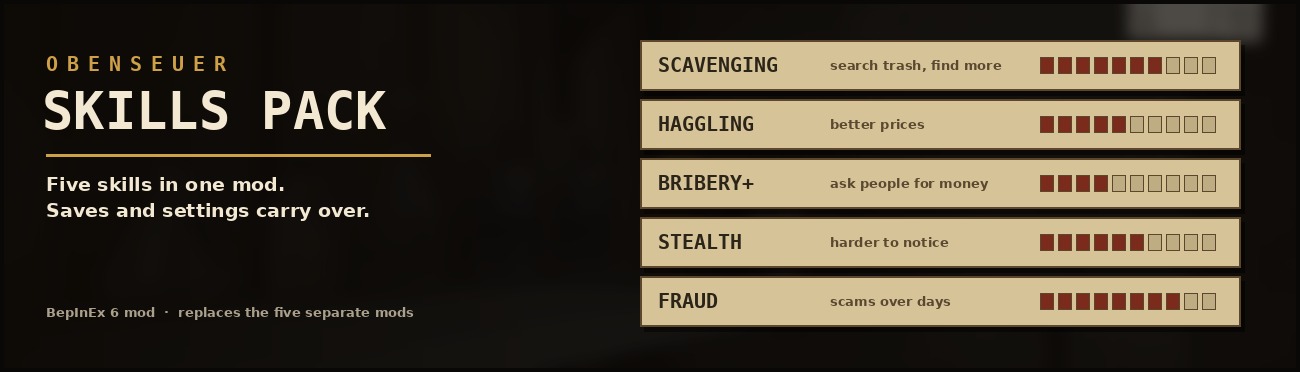 OBENSEUER
SKILLS PACK
Five skills in one mod.
Saves and settings carry over.
BepInEx 6 mod · replaces the five separate mods
SCAVENGING search trash, find more
HAGGLING better prices
BRIBERY+ ask people for money
STEALTH harder to notice
FRAUD scams over days